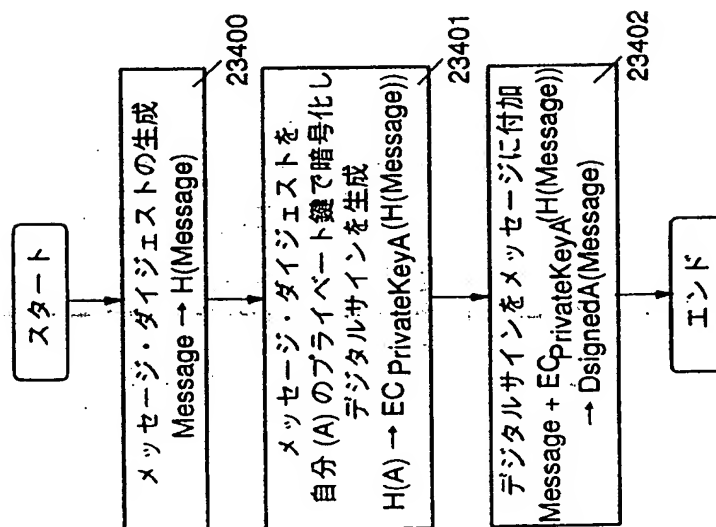 スタート
メッセージ・ダイジェストの生成
Message → H(Message)
23400
メッセージ・ダイジェストを
自分(A)のプライベート鍵で暗号化し
デジタルサインを生成
H(A) → EC PrivateKeyA (H(Message))
23401
デジタルサインをメッセージに付加
Message + EC PrivateKeyA (H(Message))
→ DsignedA(Message)
23402
エンド